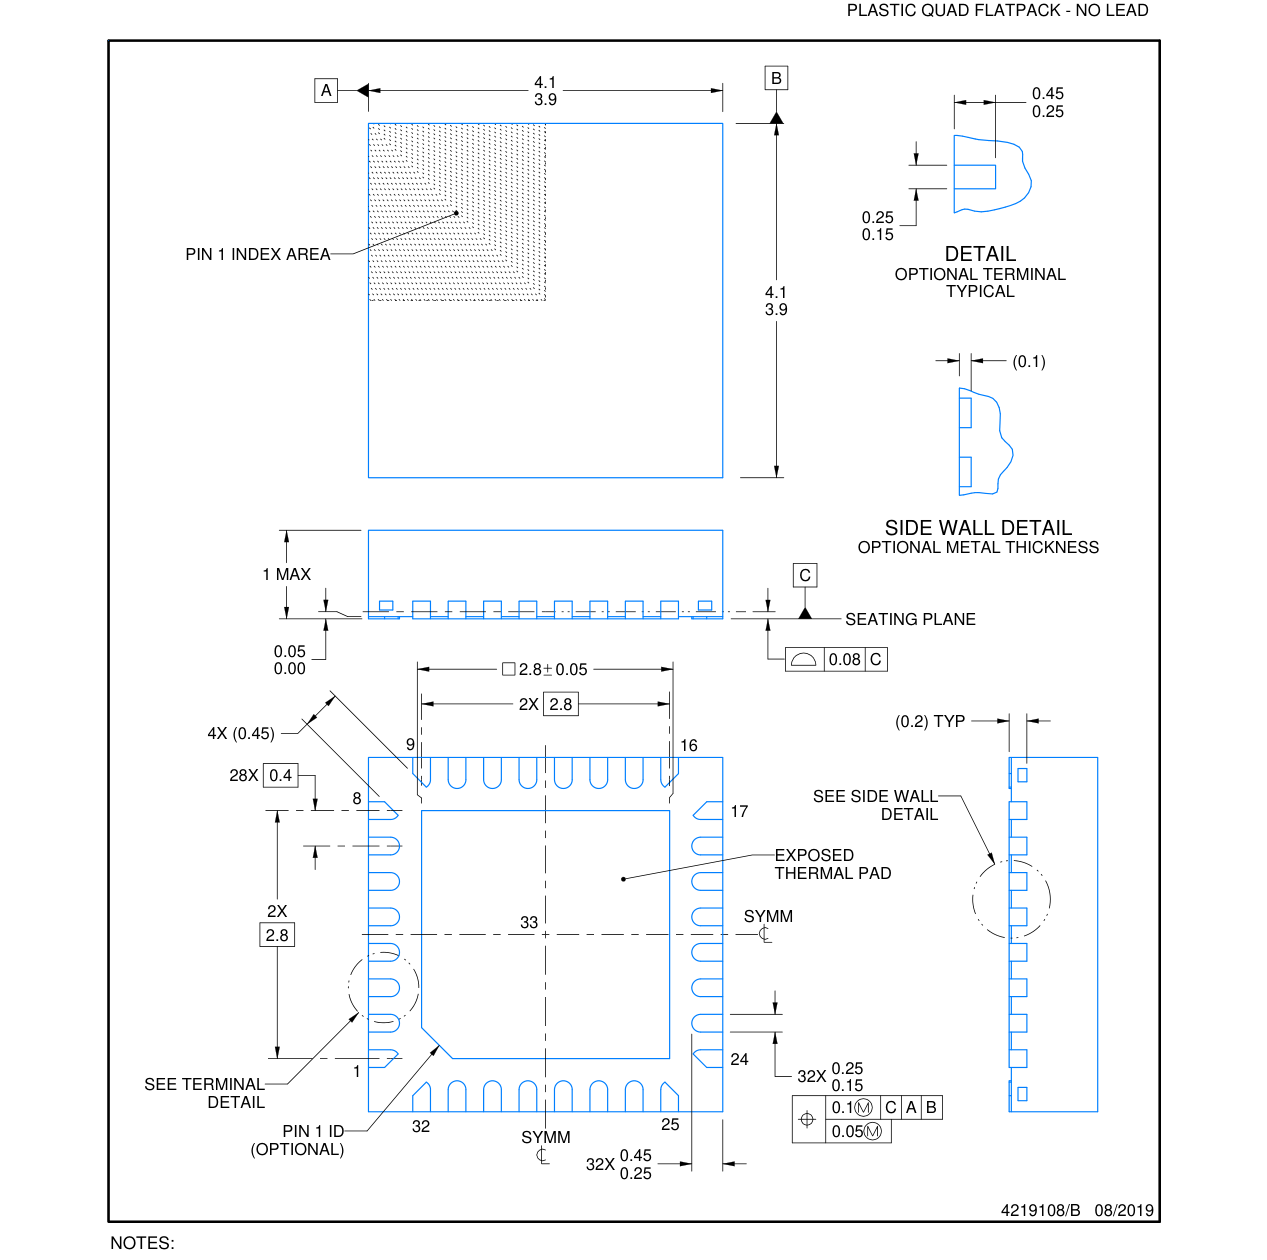 PLASTIC QUAD FLATPACK - NO LEAD
A
4.1
3.9
B
0.45
0.25
0.25
0.15
PIN 1 INDEX AREA
DETAIL
OPTIONAL TERMINAL
TYPICAL
4.1
3.9
(0.1)
SIDE WALL DETAIL
OPTIONAL METAL THICKNESS
1 MAX
C
SEATING PLANE
0.05
0.00
0.08 C
2.8± 0.05
2X 2.8
4X (0.45)
9
16
(0.2) TYP
28X 0.4
8
17
SEE SIDE WALL
DETAIL
EXPOSED
THERMAL PAD
2X
2.8
33
SYMM
1
24
SEE TERMINAL
DETAIL
32X 0.25
0.15
0.1Ⓜ C A B
0.05Ⓜ
PIN 1 ID
(OPTIONAL)
32
25
SYMM
32X 0.45
0.25
4219108/B 08/2019
NOTES: